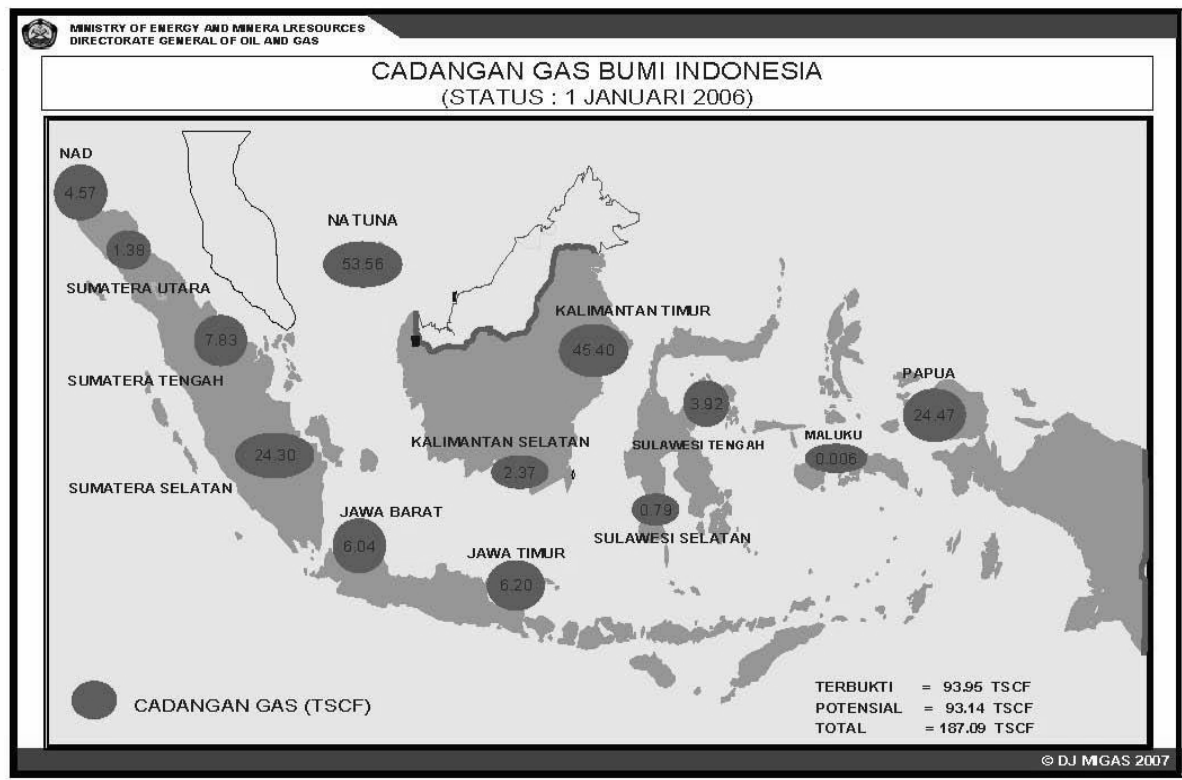 MINISTRY OF ENERGY AND MINERA LRESOURCES
DIRECTORATE GENERAL OF OIL AND GAS
CADANGAN GAS BUMI INDONESIA
(STATUS : 1 JANUARI 2006)
NAD
4.57
1.38
SUMATERA UTARA
NATUNA
53.56
7.83
SUMATERA TENGAH
KALIMANTAN TIMUR
45.40
24.30
SUMATERA SELATAN
KALIMANTAN SELATAN
2.37
3.92
SULAWESI TENGAH
MALUKU
0.006
PAPUA
24.47
JAWA BARAT
6.04
JAWA TIMUR
6.20
0.79
SULAWESI SELATAN
CADANGAN GAS (TSCF)
TERBUKTI = 93.95 TSCF
POTENSIAL = 93.14 TSCF
TOTAL = 187.09 TSCF
© DJ MIGAS 2007